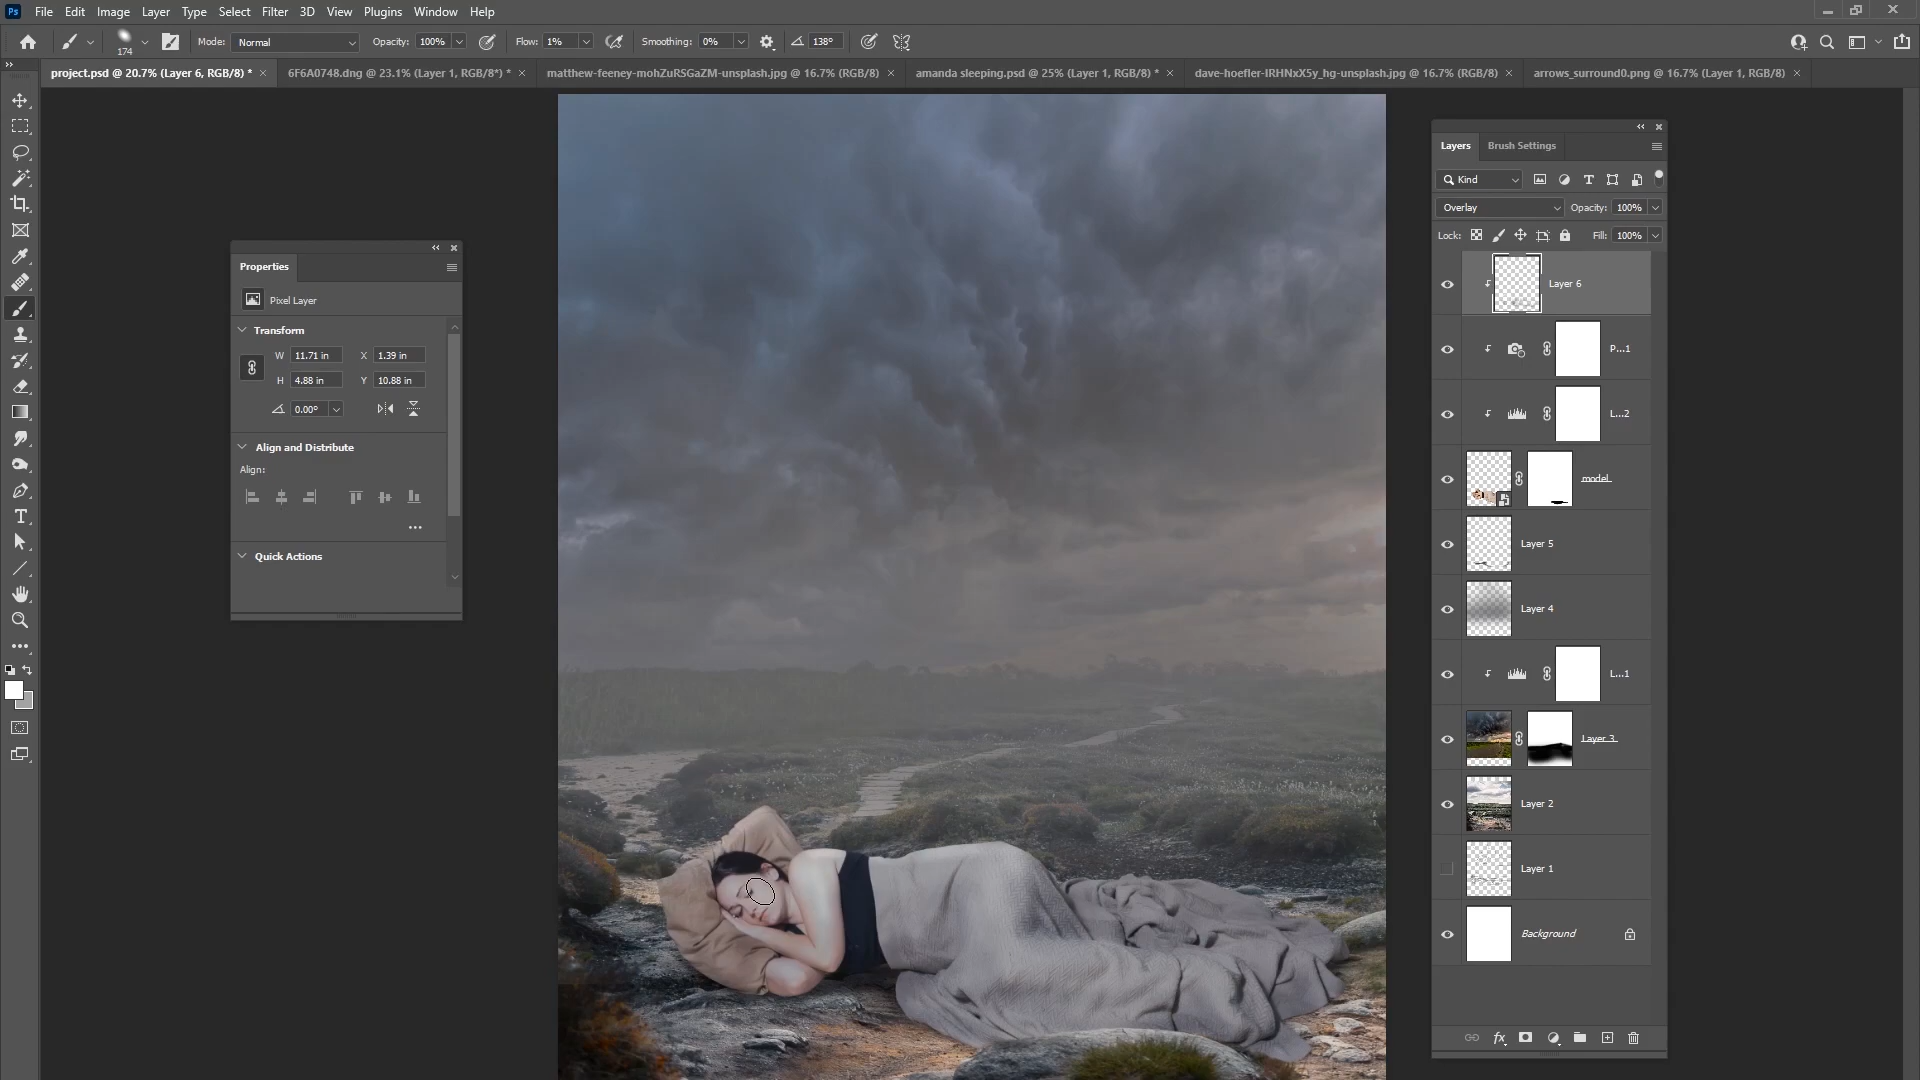 Ps File Edit Image Layer Type Select Filter 3D View Plugins Window Help
174 Mode: Normal Opacity: 100% Flow: 1% Smoothing: 0% 138°
project.psd @ 20.7% (Layer 6, RGB/8) * 6F6A0748.dng @ 23.1% (Layer 1, RGB/8*) * matthew-feeney-mohZuRSGaZM-unsplash.jpg @ 16.7% (RGB/8) amanda sleeping.psd @ 25% (Layer 1, RGB/8) * dave-hoefler-IRHNxX5y_hg-unsplash.jpg @ 16.7% (RGB/8) arrows_surround0.png @ 16.7% (Layer 1, RGB/8)
Properties
Pixel Layer
Transform
W 11.71 in X 1.39 in
H 4.88 in Y 10.88 in
0.00°
Align and Distribute
Align:
Quick Actions
Layers Brush Settings
Kind
Overlay Opacity: 100%
Lock: Fill: 100%
Layer 6
P...1
L...2
model
Layer 5
Layer 4
L...1
Layer 3
Layer 2
Layer 1
Background
fx